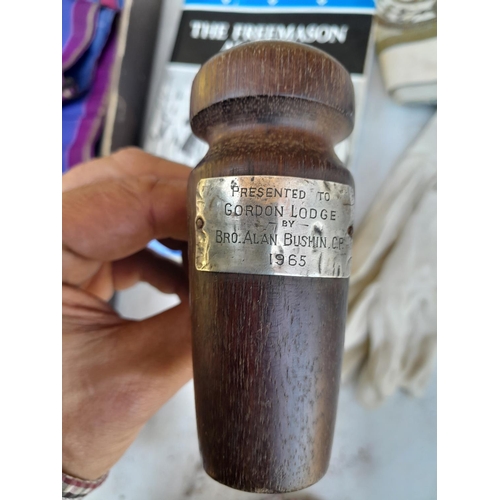 THE FREEMASON
PRESENTED TO
GORDON LODGE
— BY —
BRO. ALAN BUSHIN. C.P.
1965